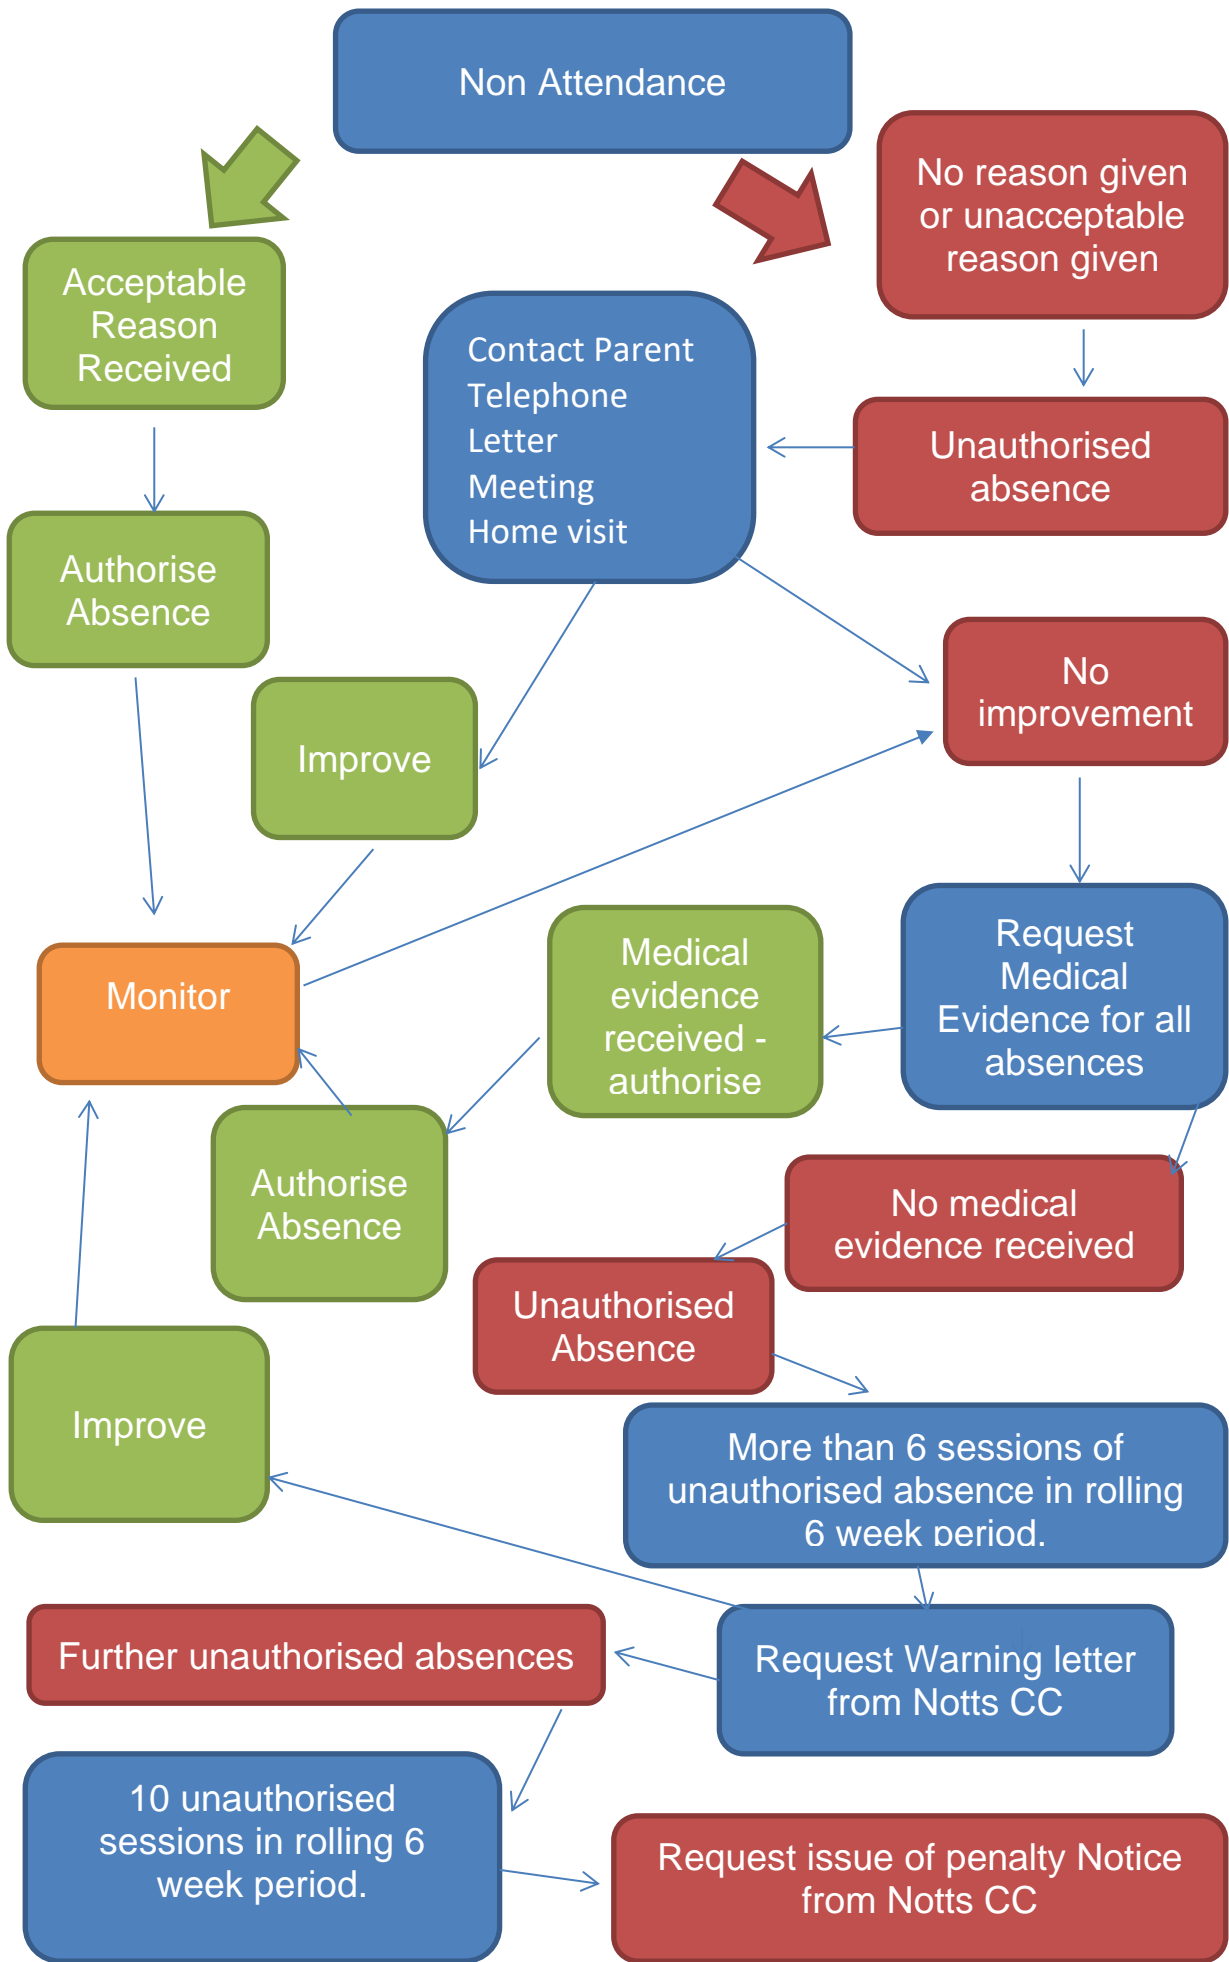 Non Attendance
No reason given
or unacceptable
reason given
Acceptable
Reason
Received
Contact Parent
Telephone
Letter
Meeting
Home visit
Unauthorised
absence
Authorise
Absence
No
improvement
Improve
Request
Medical
Evidence for all
absences
Medical
evidence
received -
authorise
Monitor
Authorise
Absence
No medical
evidence received
Unauthorised
Absence
Improve
More than 6 sessions of
unauthorised absence in rolling
6 week period.
Further unauthorised absences
Request Warning letter
from Notts CC
10 unauthorised
sessions in rolling 6
week period.
Request issue of penalty Notice
from Notts CC